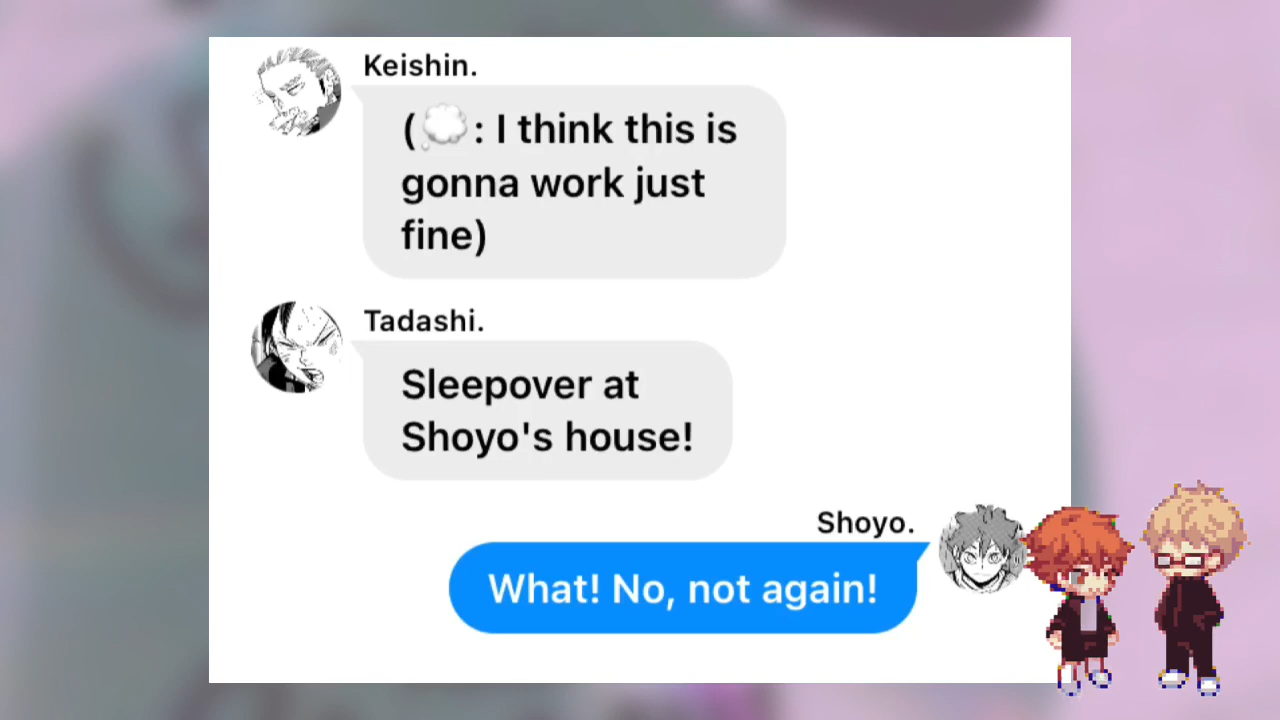 Keishin.
(💭: I think this is
gonna work just
fine)
Tadashi.
Sleepover at
Shoyo's house!
Shoyo.
What! No, not again!